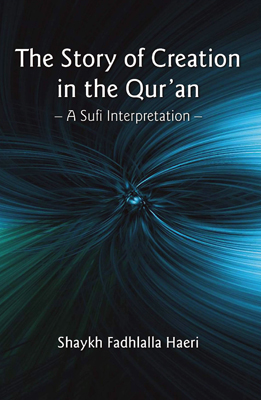 The Story of Creation
in the Qur’an
– A Sufi Interpretation –
Shaykh Fadhlalla Haeri